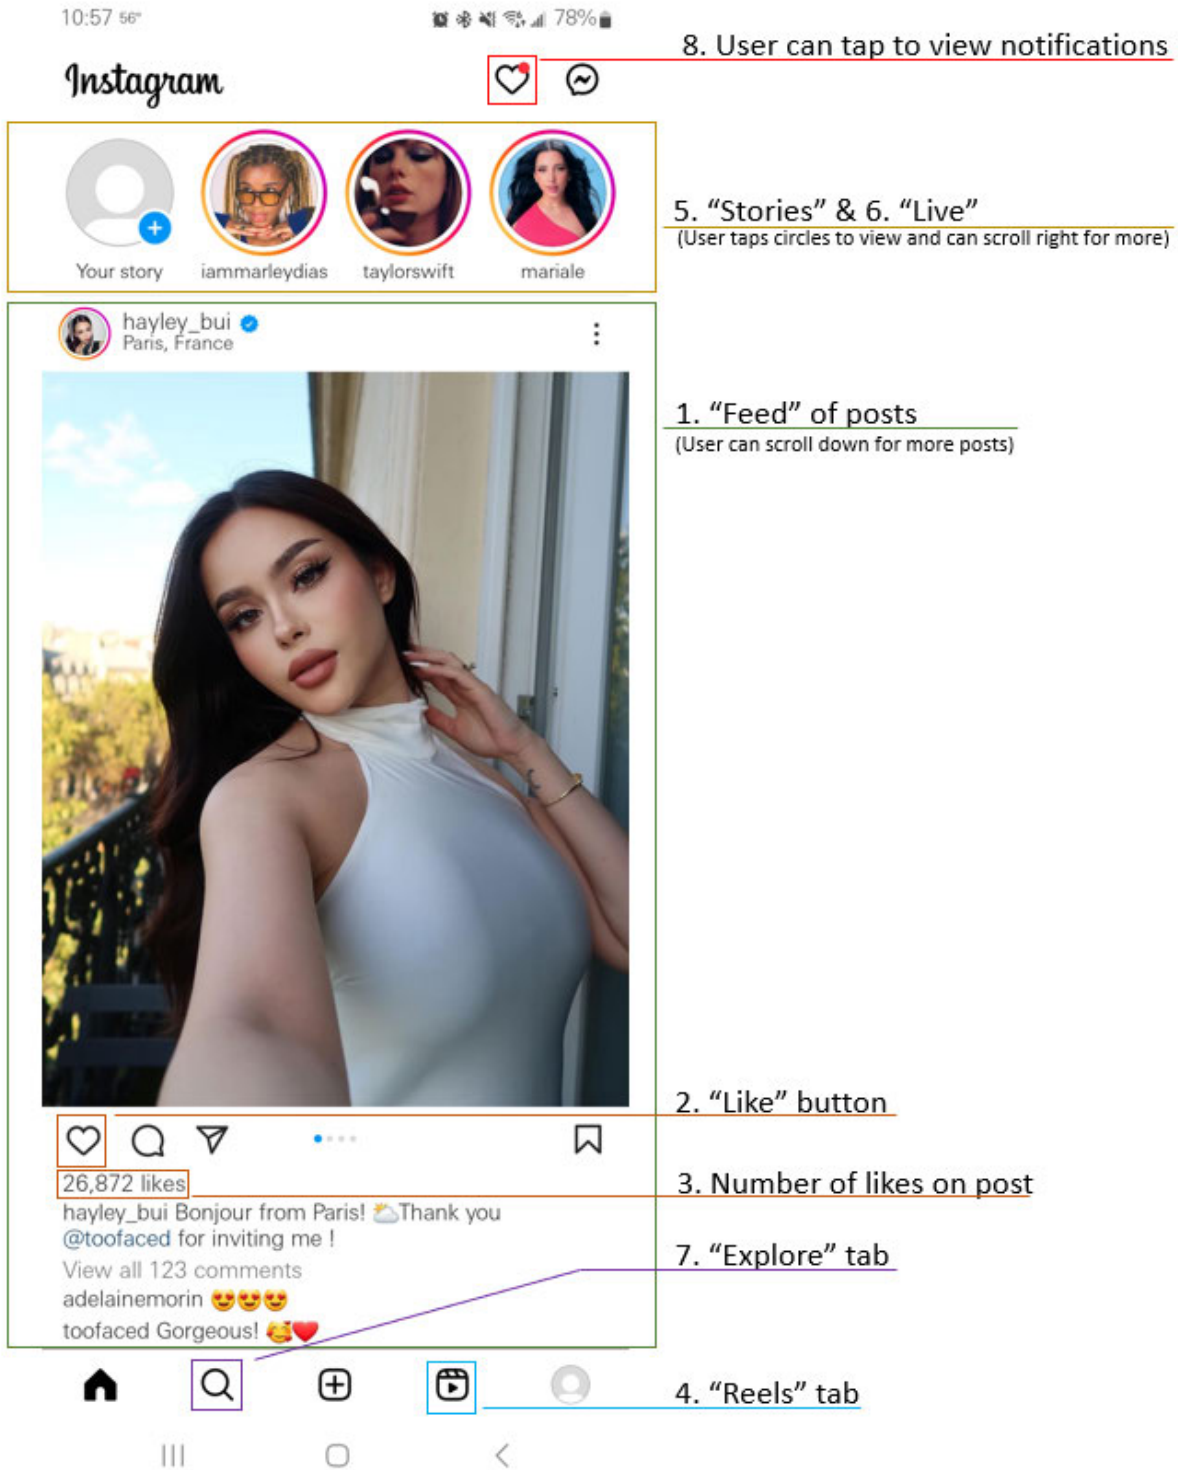 10:57 56°
78%
8. User can tap to view notifications
Instagram
5. “Stories” & 6. “Live”
(User taps circles to view and can scroll right for more)
Your story
iammarleydias
taylorswift
mariale
hayley_bui
Paris, France
1. “Feed” of posts
(User can scroll down for more posts)
2. “Like” button
26,872 likes
3. Number of likes on post
hayley_bui Bonjour from Paris! 🌥️Thank you
@toofaced for inviting me !
7. “Explore” tab
View all 123 comments
adelainemorin 😍😍😍
toofaced Gorgeous! 🥰❤️
4. “Reels” tab